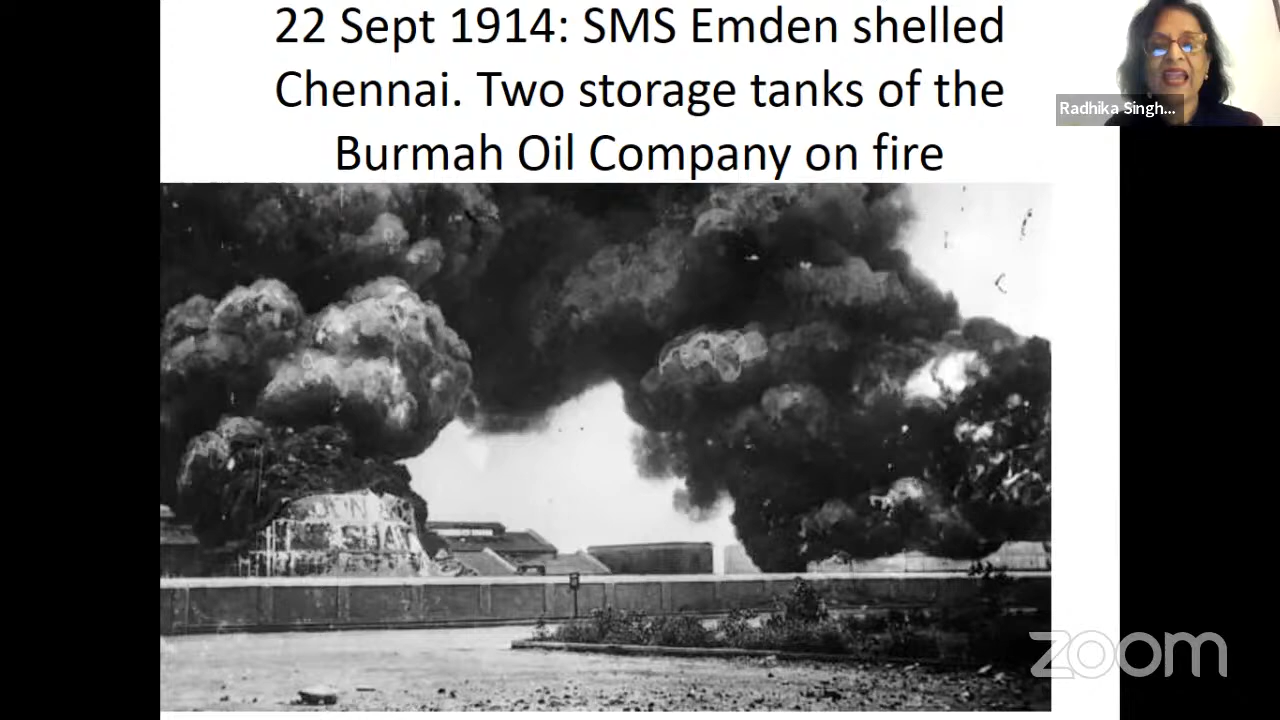 22 Sept 1914: SMS Emden shelled
Chennai. Two storage tanks of the
Burmah Oil Company on fire
Radhika Singh...
zoom